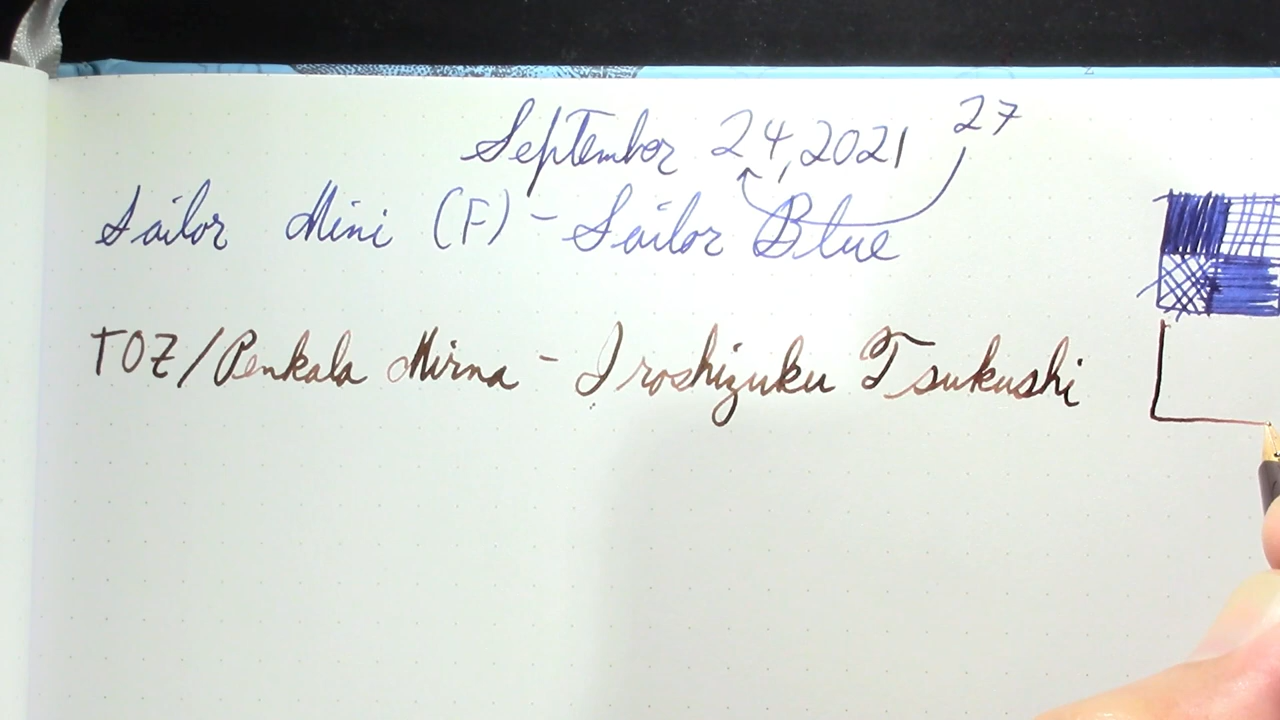 27
September 24, 2021
Sailor Mini (F) - Sailor Blue
TOZ/Penkala Mirna - Iroshizuku Tsukushi